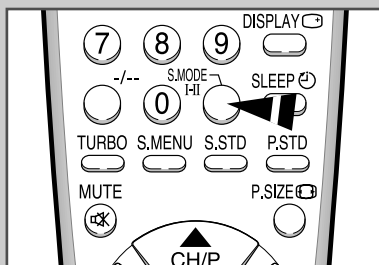 DISPLAY
7 8 9
-/-- S.MODE SLEEP
I-II
0
TURBO S.MENU S.STD P.STD
MUTE P.SIZE
CH/P